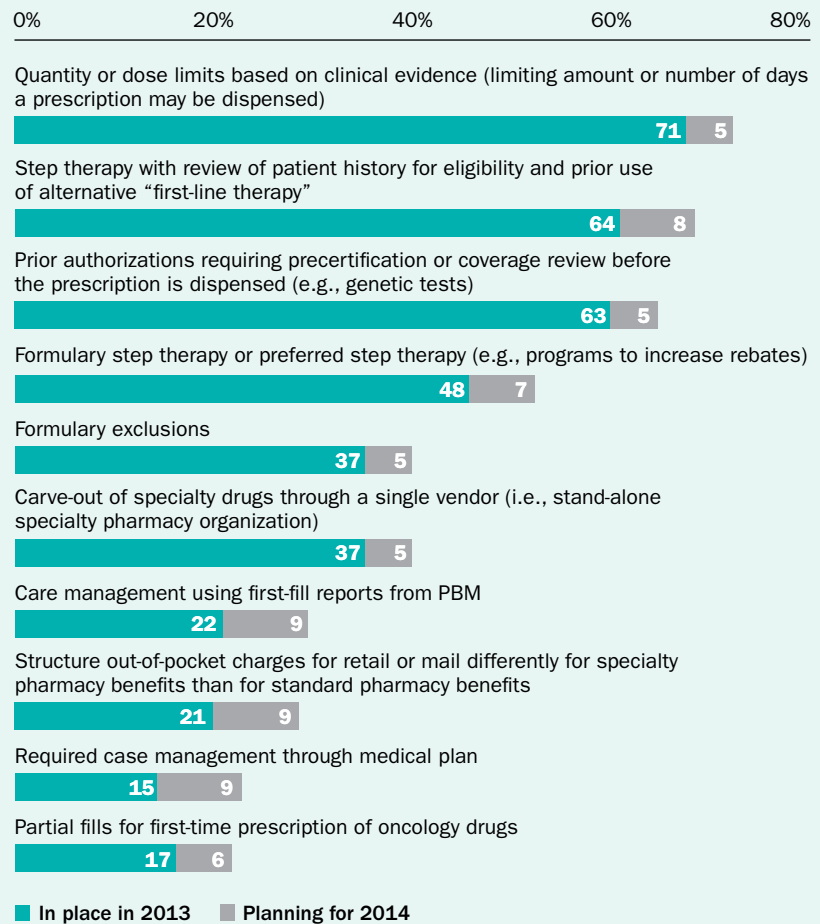 0% 20% 40% 60% 80%
Quantity or dose limits based on clinical evidence (limiting amount or number of days
a prescription may be dispensed)
71 5
Step therapy with review of patient history for eligibility and prior use
of alternative “first-line therapy”
64 8
Prior authorizations requiring precertification or coverage review before
the prescription is dispensed (e.g., genetic tests)
63 5
Formulary step therapy or preferred step therapy (e.g., programs to increase rebates)
48 7
Formulary exclusions
37 5
Carve-out of specialty drugs through a single vendor (i.e., stand-alone
specialty pharmacy organization)
37 5
Care management using first-fill reports from PBM
22 9
Structure out-of-pocket charges for retail or mail differently for specialty
pharmacy benefits than for standard pharmacy benefits
21 9
Required case management through medical plan
15 9
Partial fills for first-time prescription of oncology drugs
17 6
In place in 2013 Planning for 2014